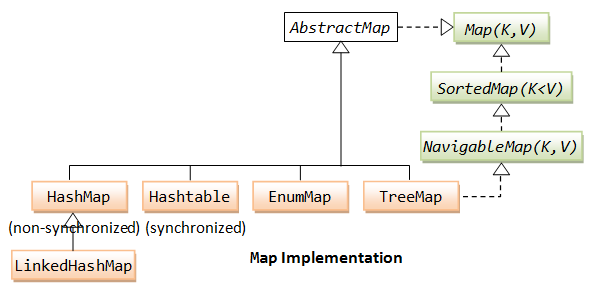 AbstractMap
Map(K,V)
SortedMap(K<V)
NavigableMap(K,V)
HashMap
Hashtable
EnumMap
TreeMap
(non-synchronized)
(synchronized)
LinkedHashMap
Map Implementation